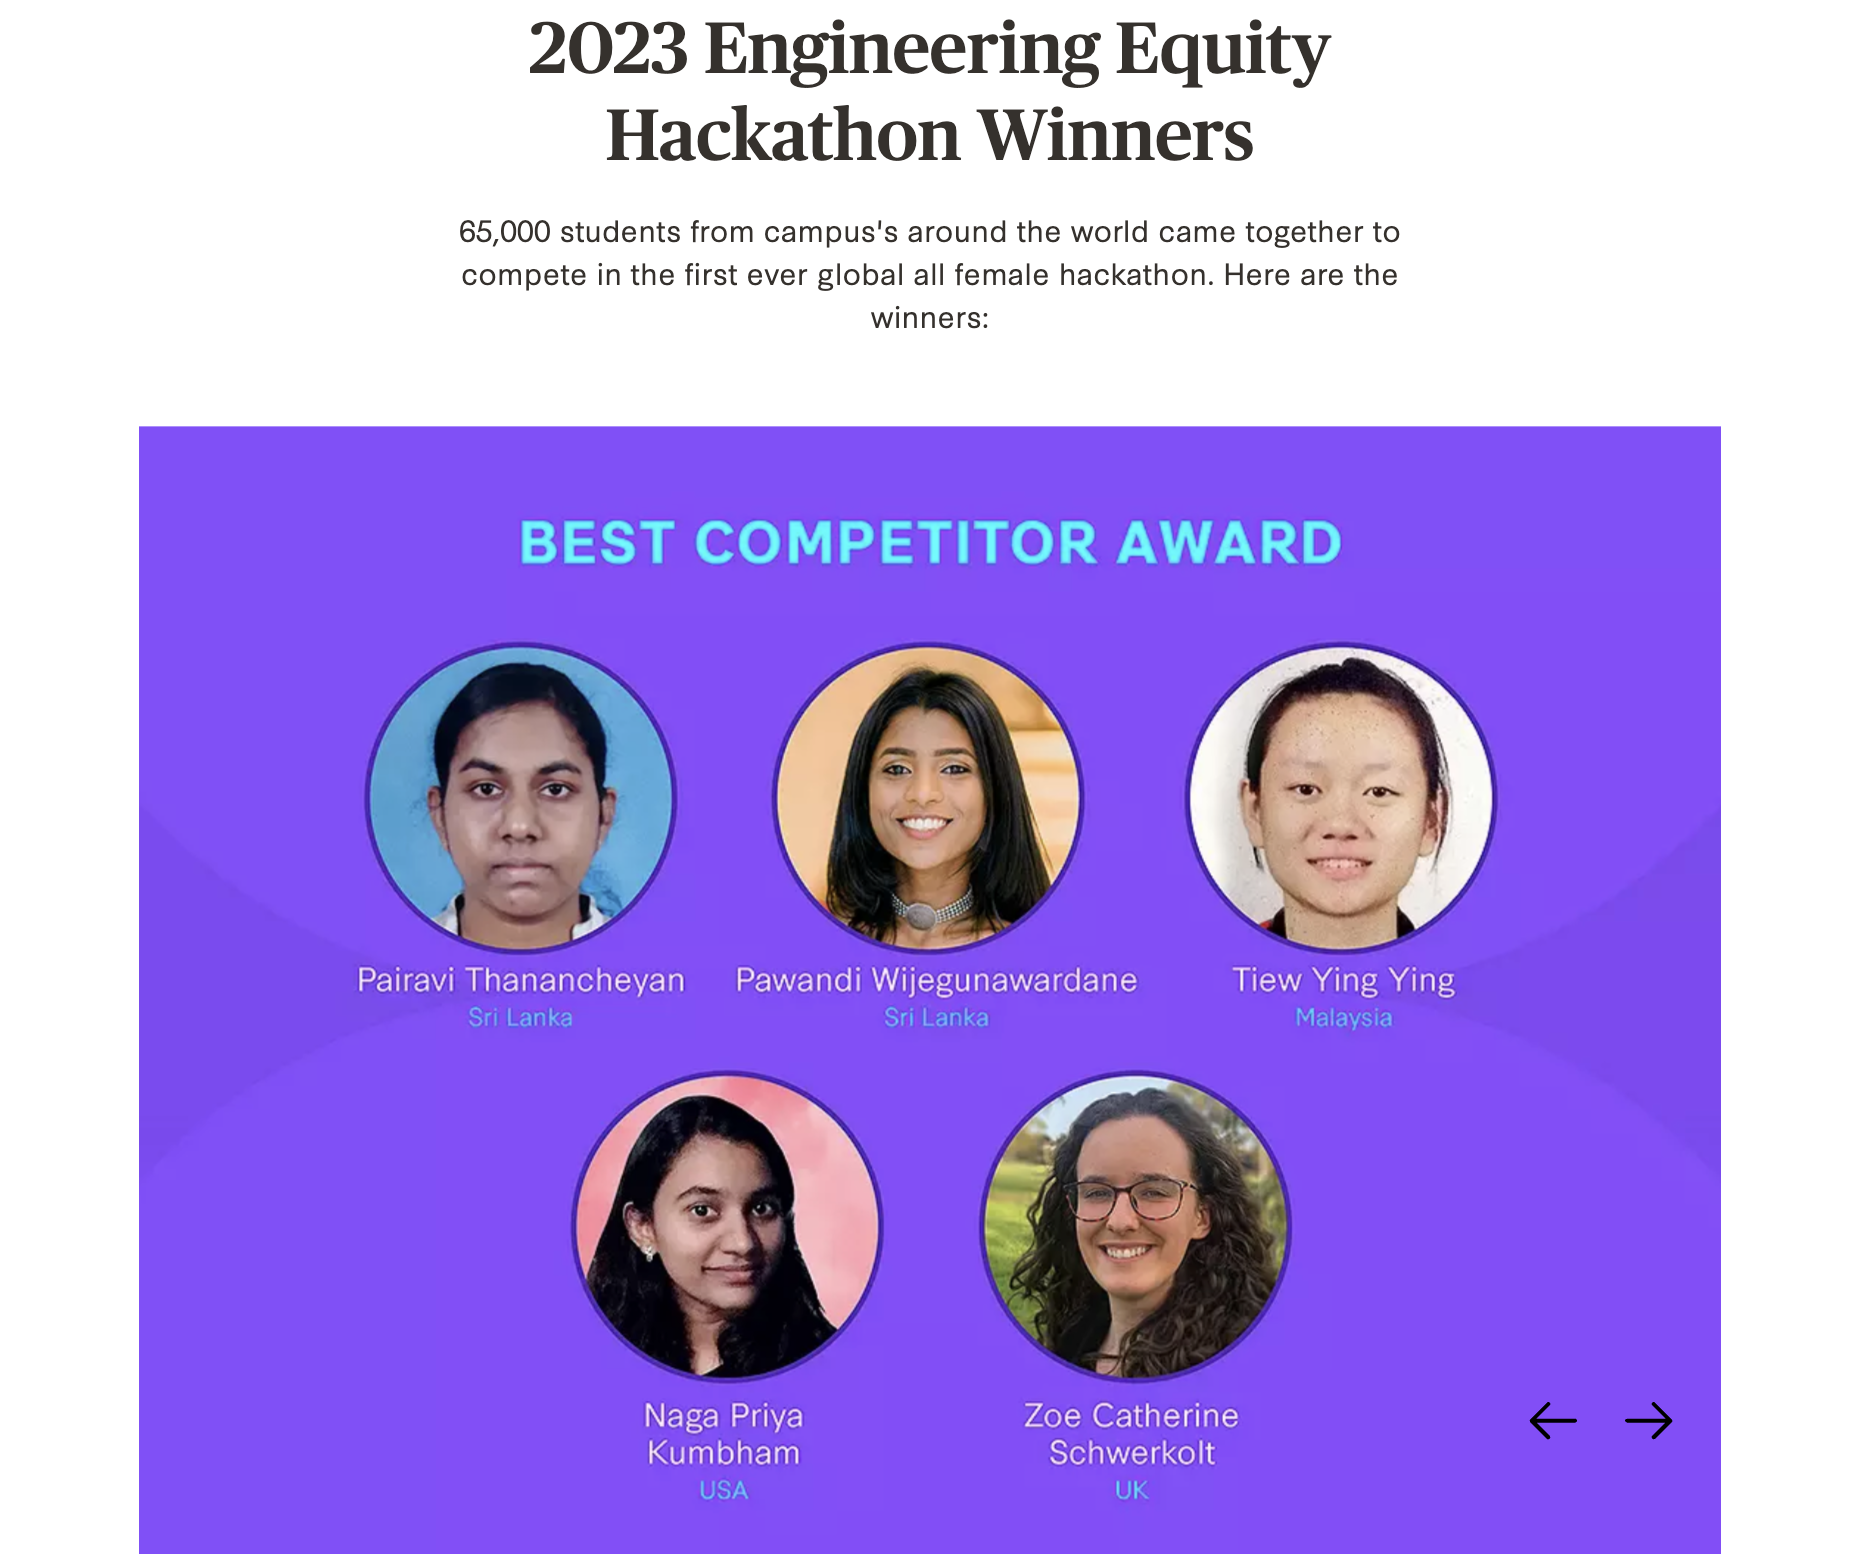 2023 Engineering Equity
Hackathon Winners
65,000 students from campus's around the world came together to
compete in the first ever global all female hackathon. Here are the
winners:
BEST COMPETITOR AWARD
Pairavi Thanancheyan
Sri Lanka
Pawandi Wijegunawardane
Sri Lanka
Tiew Ying Ying
Malaysia
Naga Priya
Kumbham
USA
Zoe Catherine
Schwerkolt
UK